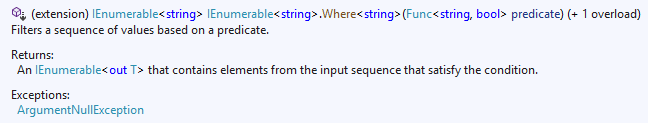 (extension) IEnumerable<string> IEnumerable<string>.Where<string>(Func<string, bool> predicate) (+ 1 overload)
Filters a sequence of values based on a predicate.
Returns:
An IEnumerable<out T> that contains elements from the input sequence that satisfy the condition.
Exceptions:
ArgumentNullException